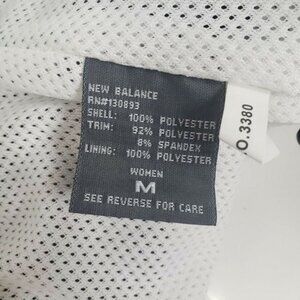 NEW BALANCE
RN#130893
SHELL: 100% POLYESTER
TRIM: 92% POLYESTER
8% SPANDEX
LINING: 100% POLYESTER
WOMEN
M
SEE REVERSE FOR CARE
O. 3380